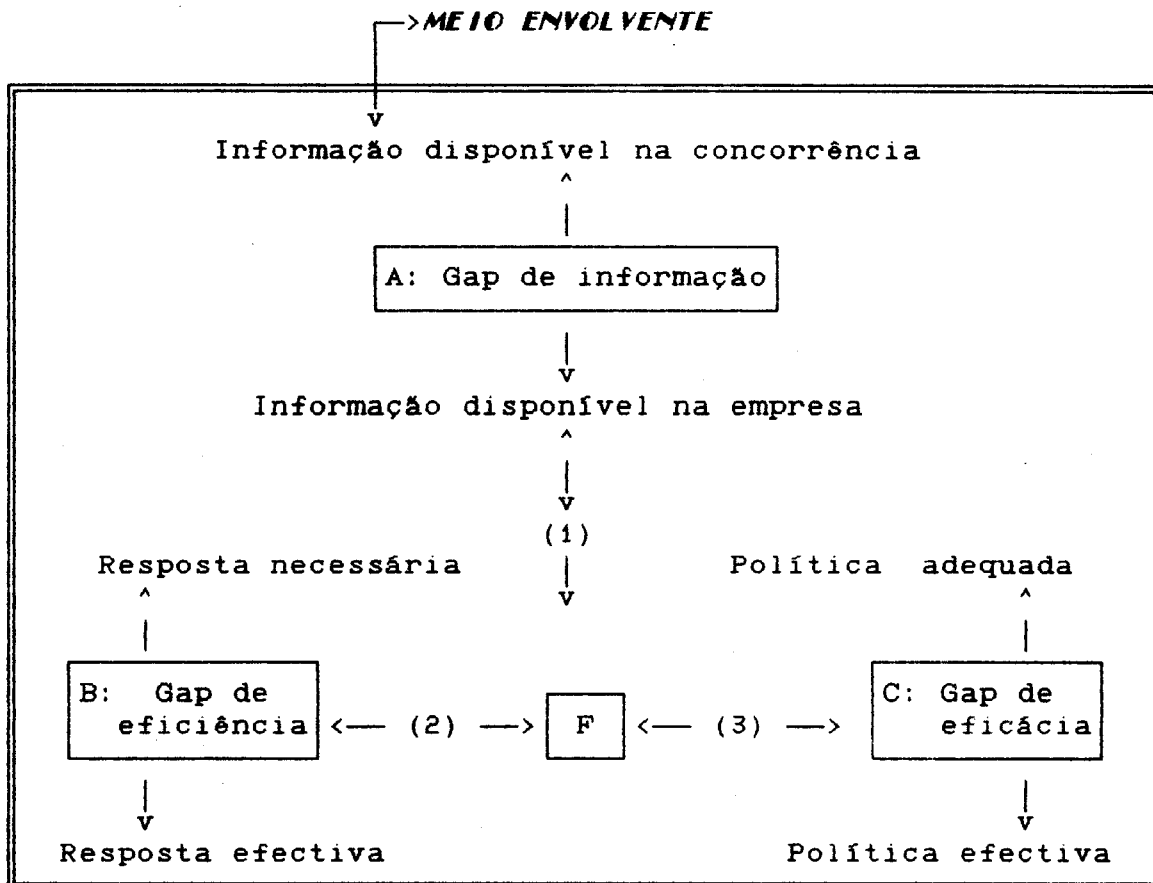 MEIO ENVOLVENTE
Informação disponível na concorrência
A: Gap de informação
Informação disponível na empresa
(1)
Resposta necessária
Política adequada
B: Gap de
eficiência
(2)
F
(3)
C: Gap de
eficácia
Resposta efectiva
Política efectiva